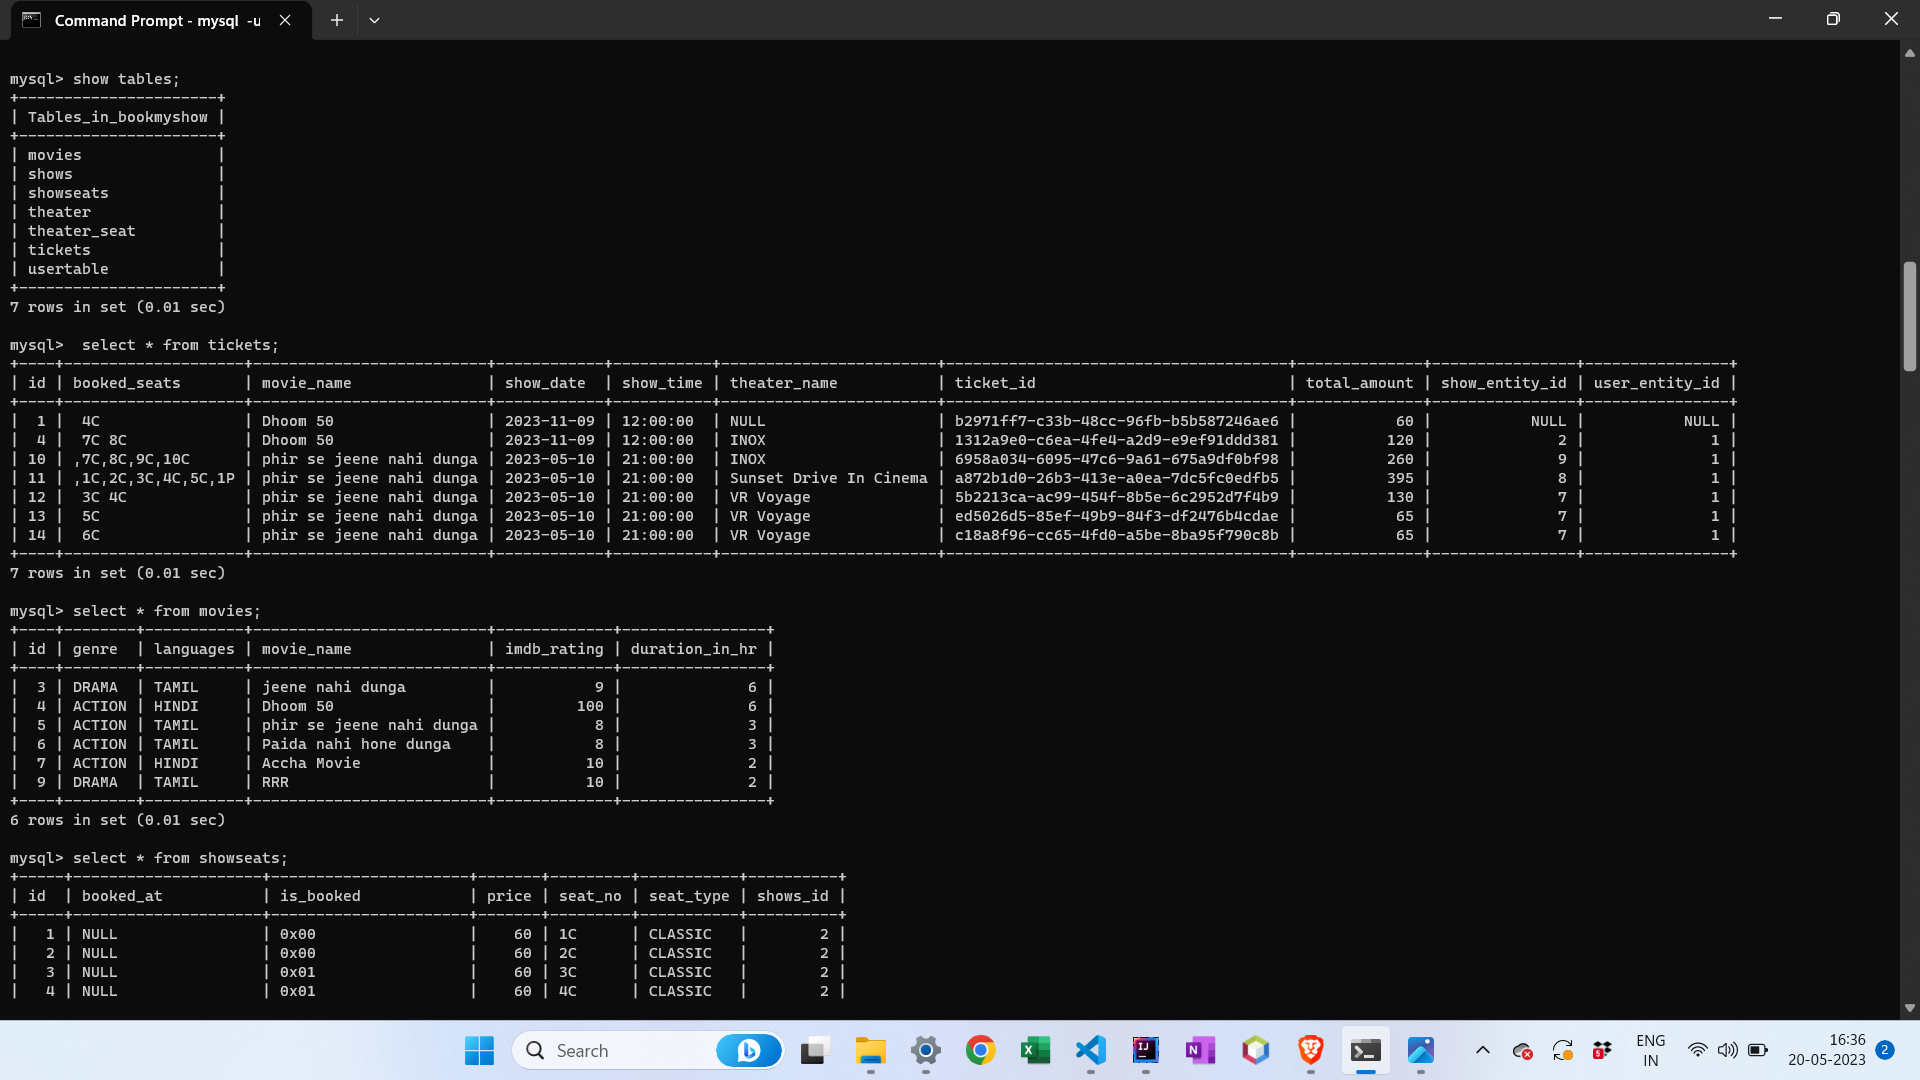 Command Prompt - mysql  -u
mysql> show tables;
+----------------------+
| Tables_in_bookmyshow |
+----------------------+
| movies               |
| shows                |
| showseats            |
| theater              |
| theater_seat         |
| tickets              |
| usertable            |
+----------------------+
7 rows in set (0.01 sec)
mysql>  select * from tickets;
+----+--------------------+-------------------------+------------+-----------+------------------------+--------------------------------------+--------------+----------------+----------------+
| id | booked_seats       | movie_name              | show_date  | show_time | theater_name           | ticket_id                            | total_amount | show_entity_id | user_entity_id |
+----+--------------------+-------------------------+------------+-----------+------------------------+--------------------------------------+--------------+----------------+----------------+
|  1 |  4C                | Dhoom 50                | 2023-11-09 | 12:00:00  | NULL                   | b2971ff7-c33b-48cc-96fb-b5b587246ae6 |           60 |           NULL |           NULL |
|  4 |  7C 8C             | Dhoom 50                | 2023-11-09 | 12:00:00  | INOX                   | 1312a9e0-c6ea-4fe4-a2d9-e9ef91ddd381 |          120 |              2 |              1 |
| 10 | ,7C,8C,9C,10C      | phir se jeene nahi dunga | 2023-05-10 | 21:00:00  | INOX                   | 6958a034-6095-47c6-9a61-675a9df0bf98 |          260 |              9 |              1 |
| 11 | ,1C,2C,3C,4C,5C,1P | phir se jeene nahi dunga | 2023-05-10 | 21:00:00  | Sunset Drive In Cinema | a872b1d0-26b3-413e-a0ea-7dc5fc0edfb5 |          395 |              8 |              1 |
| 12 |  3C 4C             | phir se jeene nahi dunga | 2023-05-10 | 21:00:00  | VR Voyage              | 5b2213ca-ac99-454f-8b5e-6c2952d7f4b9 |          130 |              7 |              1 |
| 13 |  5C                | phir se jeene nahi dunga | 2023-05-10 | 21:00:00  | VR Voyage              | ed5026d5-85ef-49b9-84f3-df2476b4cdae |           65 |              7 |              1 |
| 14 |  6C                | phir se jeene nahi dunga | 2023-05-10 | 21:00:00  | VR Voyage              | c18a8f96-cc65-4fd0-a5be-8ba95f790c8b |           65 |              7 |              1 |
+----+--------------------+-------------------------+------------+-----------+------------------------+--------------------------------------+--------------+----------------+----------------+
7 rows in set (0.01 sec)
mysql> select * from movies;
+----+--------+-----------+--------------------------+-------------+----------------+
| id | genre  | languages | movie_name               | imdb_rating | duration_in_hr |
+----+--------+-----------+--------------------------+-------------+----------------+
|  3 | DRAMA  | TAMIL     | jeene nahi dunga         |           9 |              6 |
|  4 | ACTION | HINDI     | Dhoom 50                 |         100 |              6 |
|  5 | ACTION | TAMIL     | phir se jeene nahi dunga |           8 |              3 |
|  6 | ACTION | TAMIL     | Paida nahi hone dunga    |           8 |              3 |
|  7 | ACTION | HINDI     | Accha Movie              |          10 |              2 |
|  9 | DRAMA  | TAMIL     | RRR                      |          10 |              2 |
+----+--------+-----------+--------------------------+-------------+----------------+
6 rows in set (0.01 sec)
mysql> select * from showseats;
+-----+---------------------+----------------------+-------+---------+-----------+----------+
| id  | booked_at           | is_booked            | price | seat_no | seat_type | shows_id |
+-----+---------------------+----------------------+-------+---------+-----------+----------+
|   1 | NULL                | 0x00                 |    60 | 1C      | CLASSIC   |        2 |
|   2 | NULL                | 0x00                 |    60 | 2C      | CLASSIC   |        2 |
|   3 | NULL                | 0x01                 |    60 | 3C      | CLASSIC   |        2 |
|   4 | NULL                | 0x01                 |    60 | 4C      | CLASSIC   |        2 |
Search
ENG
IN
16:36
20-05-2023
2